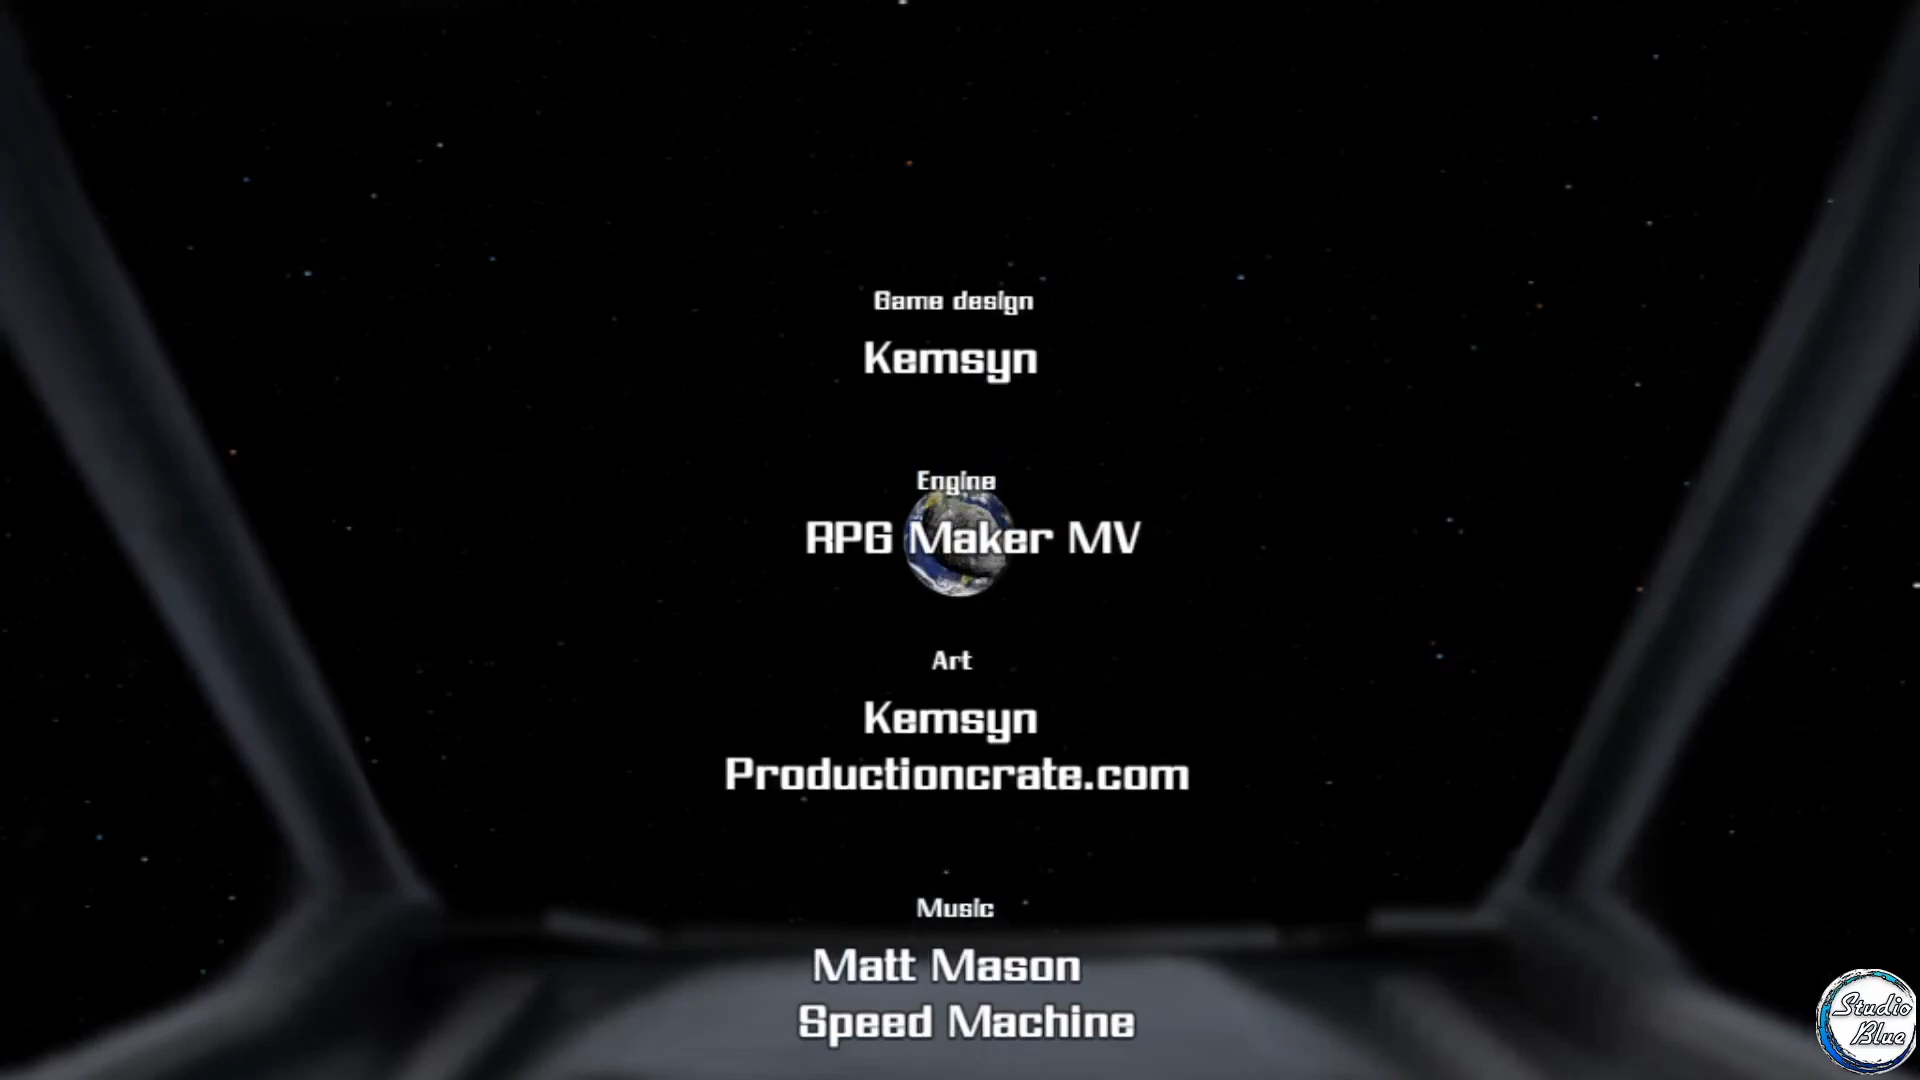 Game design
Kemsyn
Engine
RPG Maker MV
Art
Kemsyn
Productioncrate.com
Music
Matt Mason
Speed Machine
Studio
Blue